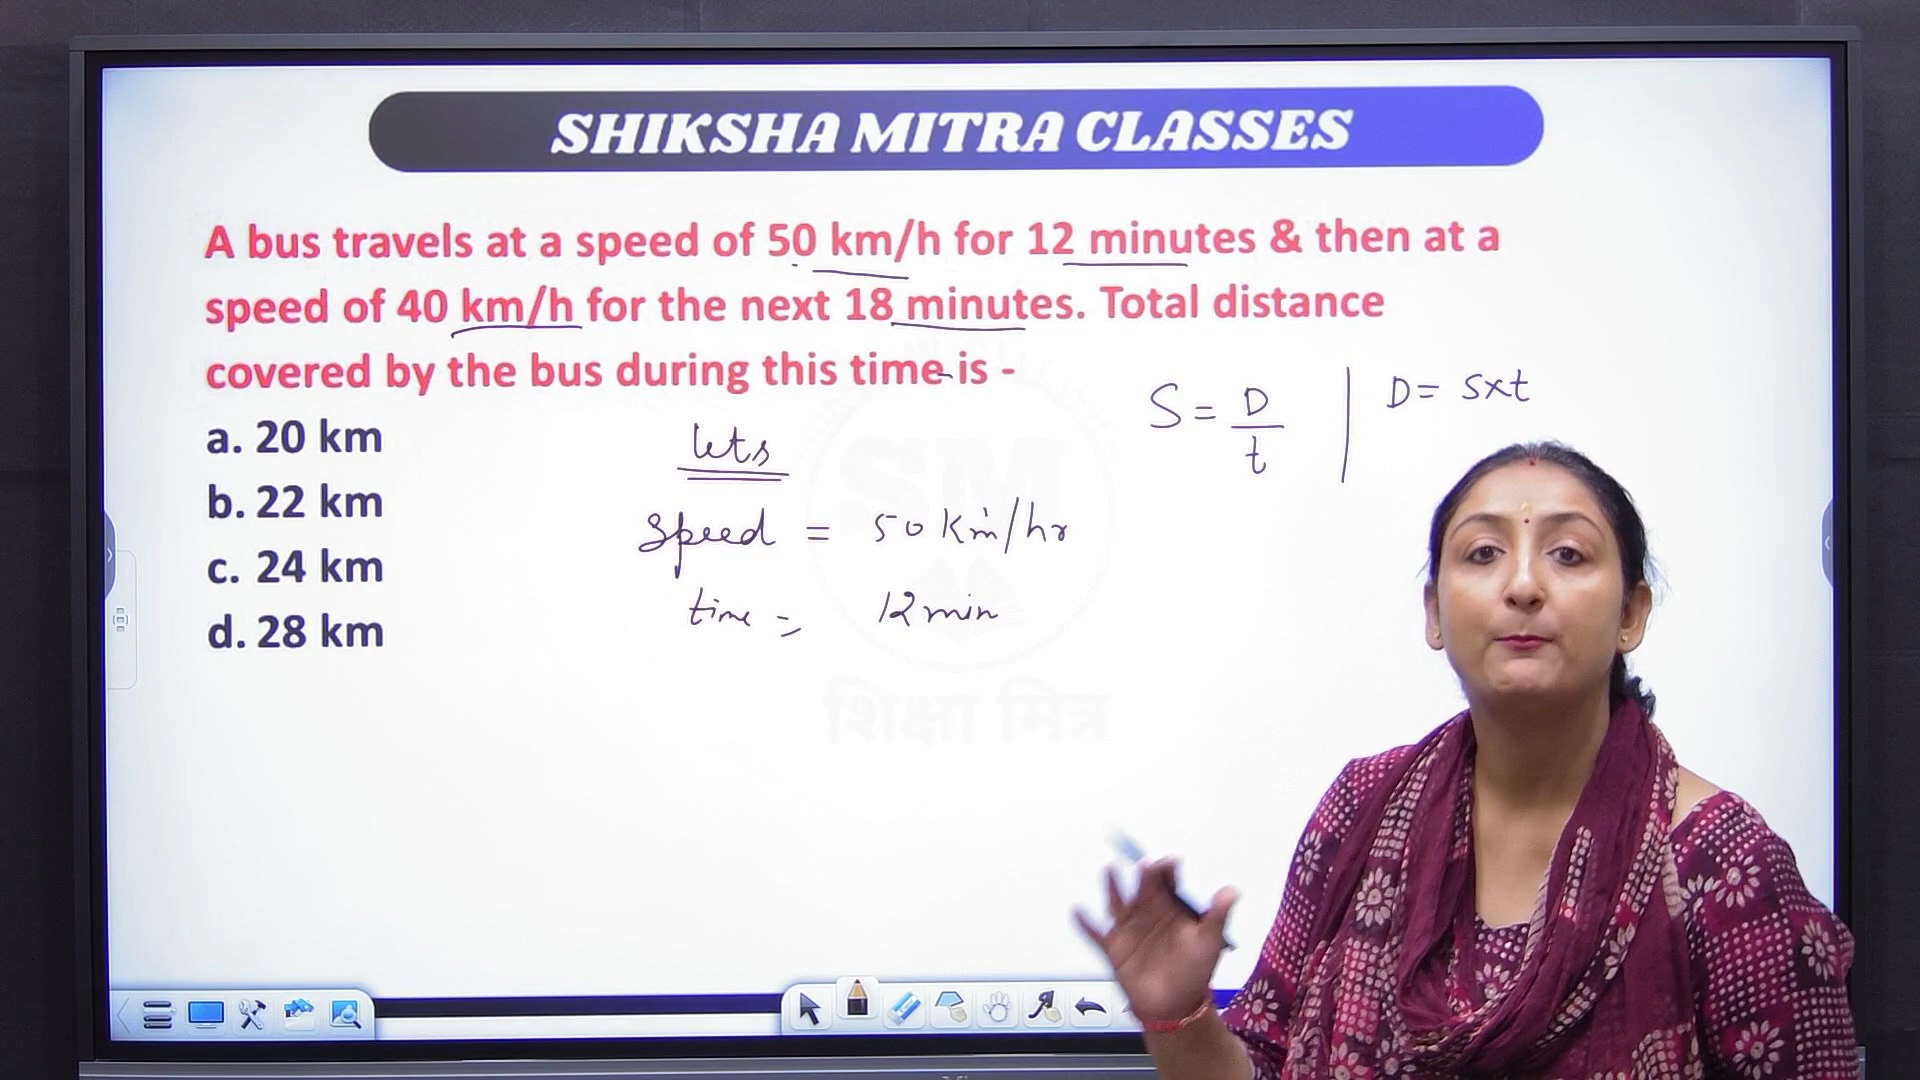 SHIKSHA MITRA CLASSES
A bus travels at a speed of 50 km/h for 12 minutes & then at a
speed of 40 km/h for the next 18 minutes. Total distance
covered by the bus during this time is -
a. 20 km
b. 22 km
c. 24 km
d. 28 km
lets
speed = 50 Km/hr
time = 12 min
S = D/t
D = S×t
SM
शिक्षा मित्र